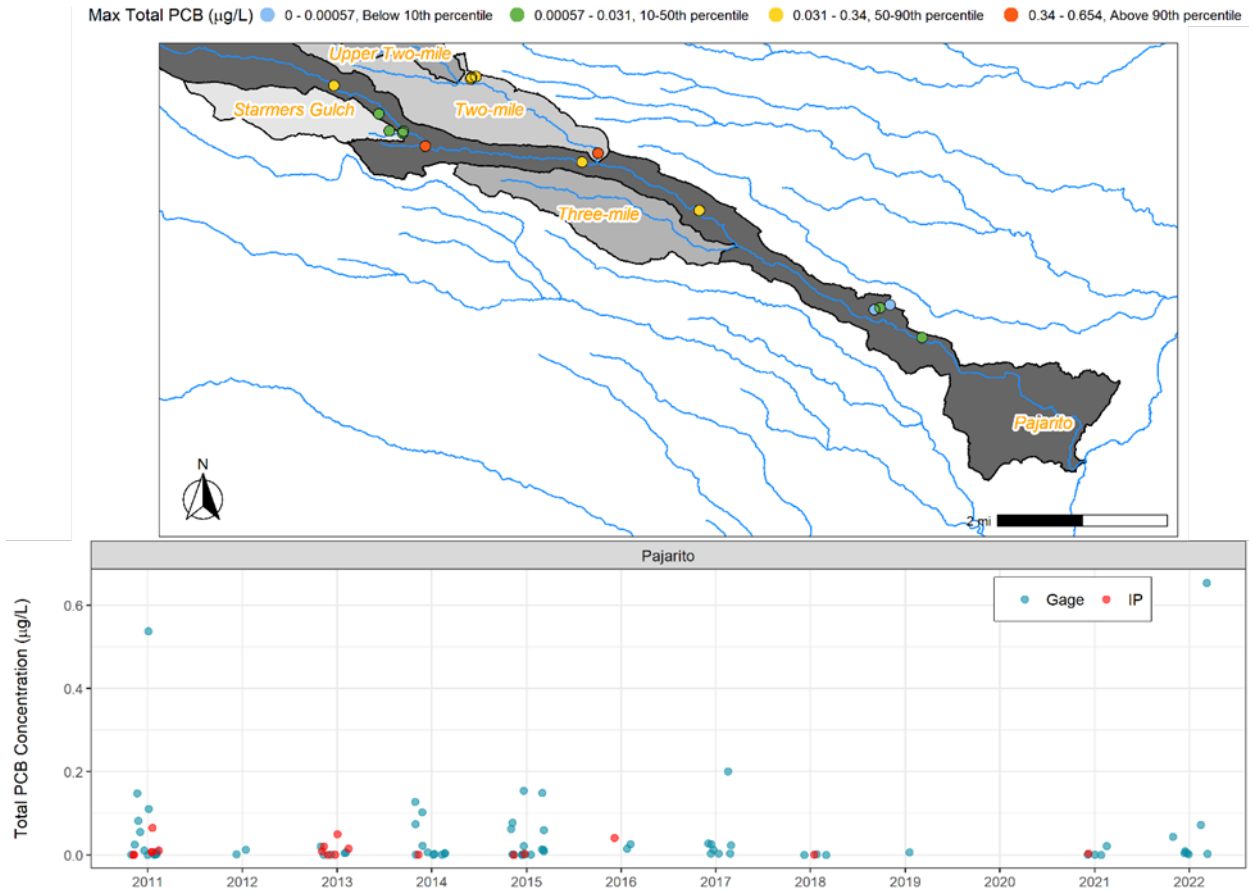 Max Total PCB (μg/L) 0 - 0.00057, Below 10th percentile 0.00057 - 0.031, 10-50th percentile 0.031 - 0.34, 50-90th percentile 0.34 - 0.654, Above 90th percentile
Upper Two-mile
Starmers Gulch
Two-mile
Three-mile
Pajarito
N
2 mi
Pajarito
Total PCB Concentration (μg/L)
Gage IP
0.6
0.4
0.2
0.0
2011 2012 2013 2014 2015 2016 2017 2018 2019 2020 2021 2022